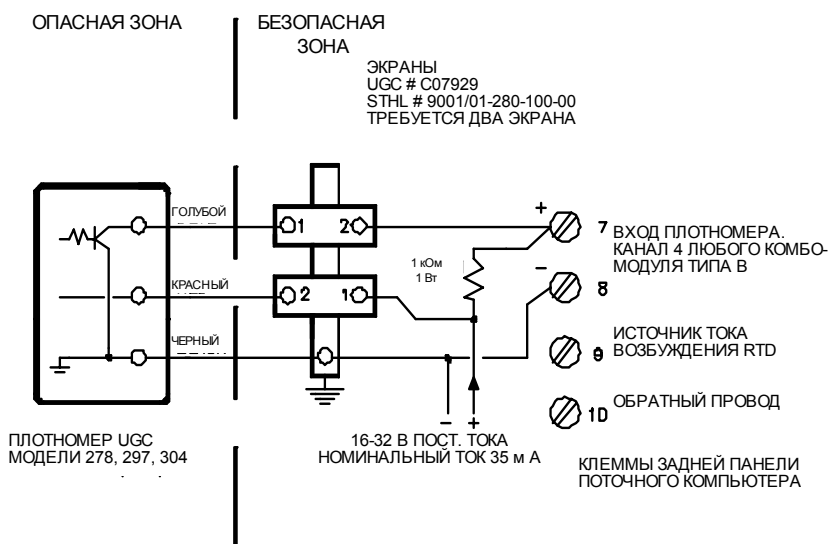 ОПАСНАЯ ЗОНА
БЕЗОПАСНАЯ
ЗОНА
ЭКРАНЫ
UGC # C07929
STHL # 9001/01-280-100-00
ТРЕБУЕТСЯ ДВА ЭКРАНА
ГОЛУБОЙ
1 2
+
7
ВХОД ПЛОТНОМЕРА.
КАНАЛ 4 ЛЮБОГО КОМБО-
МОДУЛЯ ТИПА В
1 кОм
1 Вт
КРАСНЫЙ
2 1
–
8
ЧЕРНЫЙ
9
ИСТОЧНИК ТОКА
ВОЗБУЖДЕНИЯ RTD
10
ОБРАТНЫЙ ПРОВОД
– +
16-32 В ПОСТ. ТОКА
НОМИНАЛЬНЫЙ ТОК 35 м А
ПЛОТНОМЕР UGC
МОДЕЛИ 278, 297, 304
КЛЕММЫ ЗАДНЕЙ ПАНЕЛИ
ПОТОЧНОГО КОМПЬЮТЕРА